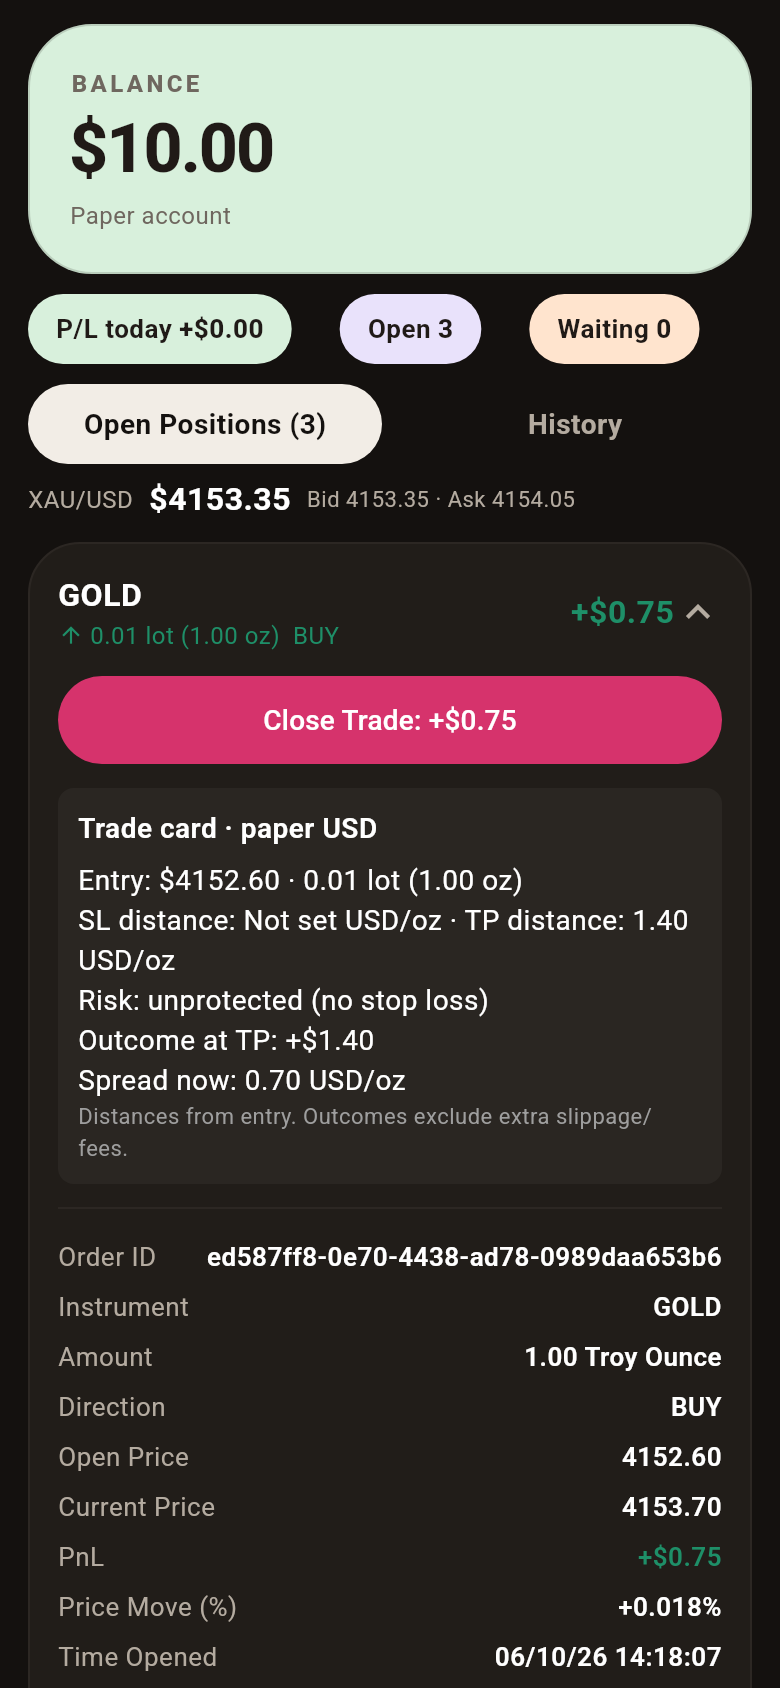 BALANCE
$10.00
Paper account
P/L today +$0.00
Open 3
Waiting 0
Open Positions (3)
History
XAU/USD $4153.35 Bid 4153.35 · Ask 4154.05
GOLD
↑ 0.01 lot (1.00 oz) BUY
+$0.75
Close Trade: +$0.75
Trade card · paper USD
Entry: $4152.60 · 0.01 lot (1.00 oz)
SL distance: Not set USD/oz · TP distance: 1.40
USD/oz
Risk: unprotected (no stop loss)
Outcome at TP: +$1.40
Spread now: 0.70 USD/oz
Distances from entry. Outcomes exclude extra slippage/
fees.
Order ID ed587ff8-0e70-4438-ad78-0989daa653b6
Instrument GOLD
Amount 1.00 Troy Ounce
Direction BUY
Open Price 4152.60
Current Price 4153.70
PnL +$0.75
Price Move (%) +0.018%
Time Opened 06/10/26 14:18:07